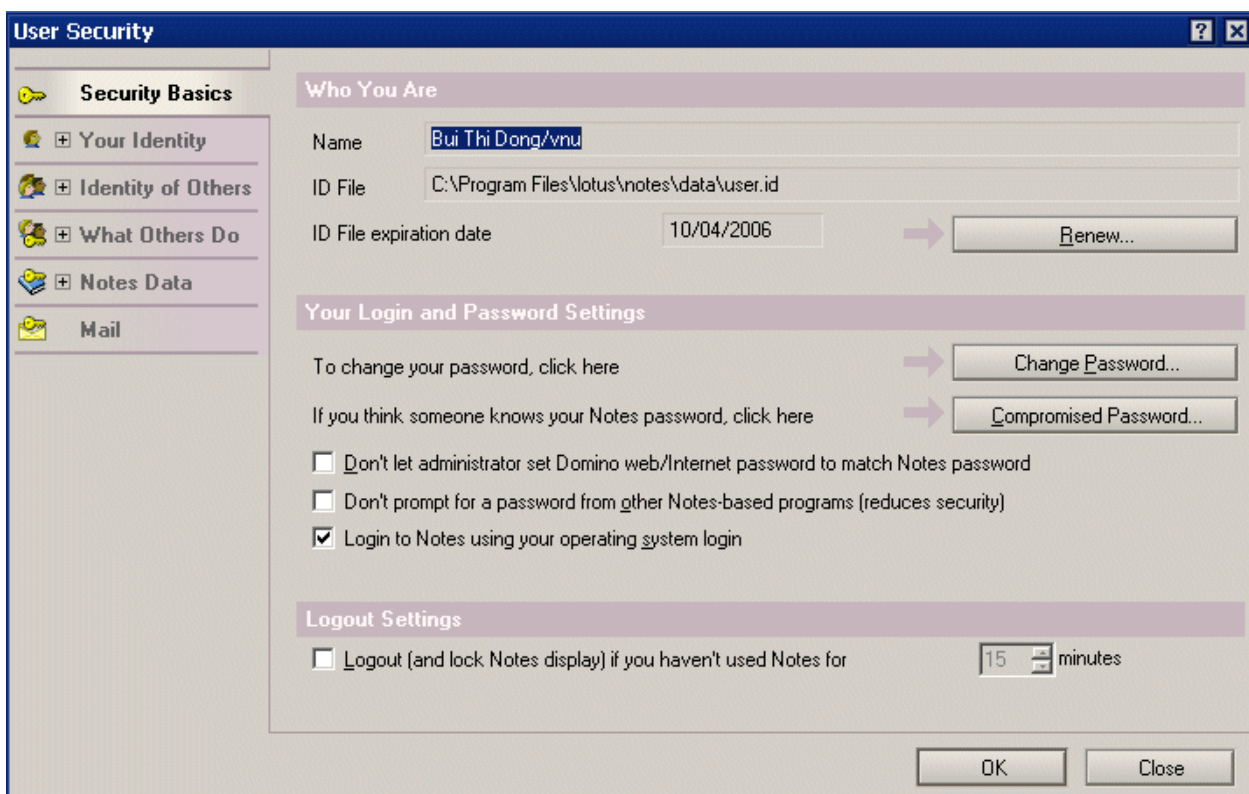 User Security
Security Basics
Your Identity
Identity of Others
What Others Do
Notes Data
Mail
Who You Are
Name Bui Thi Dong/vnu
ID File C:\Program Files\lotus\notes\data\user.id
ID File expiration date 10/04/2006 Renew...
Your Login and Password Settings
To change your password, click here Change Password...
If you think someone knows your Notes password, click here Compromised Password...
Don't let administrator set Domino web/Internet password to match Notes password
Don't prompt for a password from other Notes-based programs (reduces security)
Login to Notes using your operating system login
Logout Settings
Logout (and lock Notes display) if you haven't used Notes for 15 minutes
OK Close